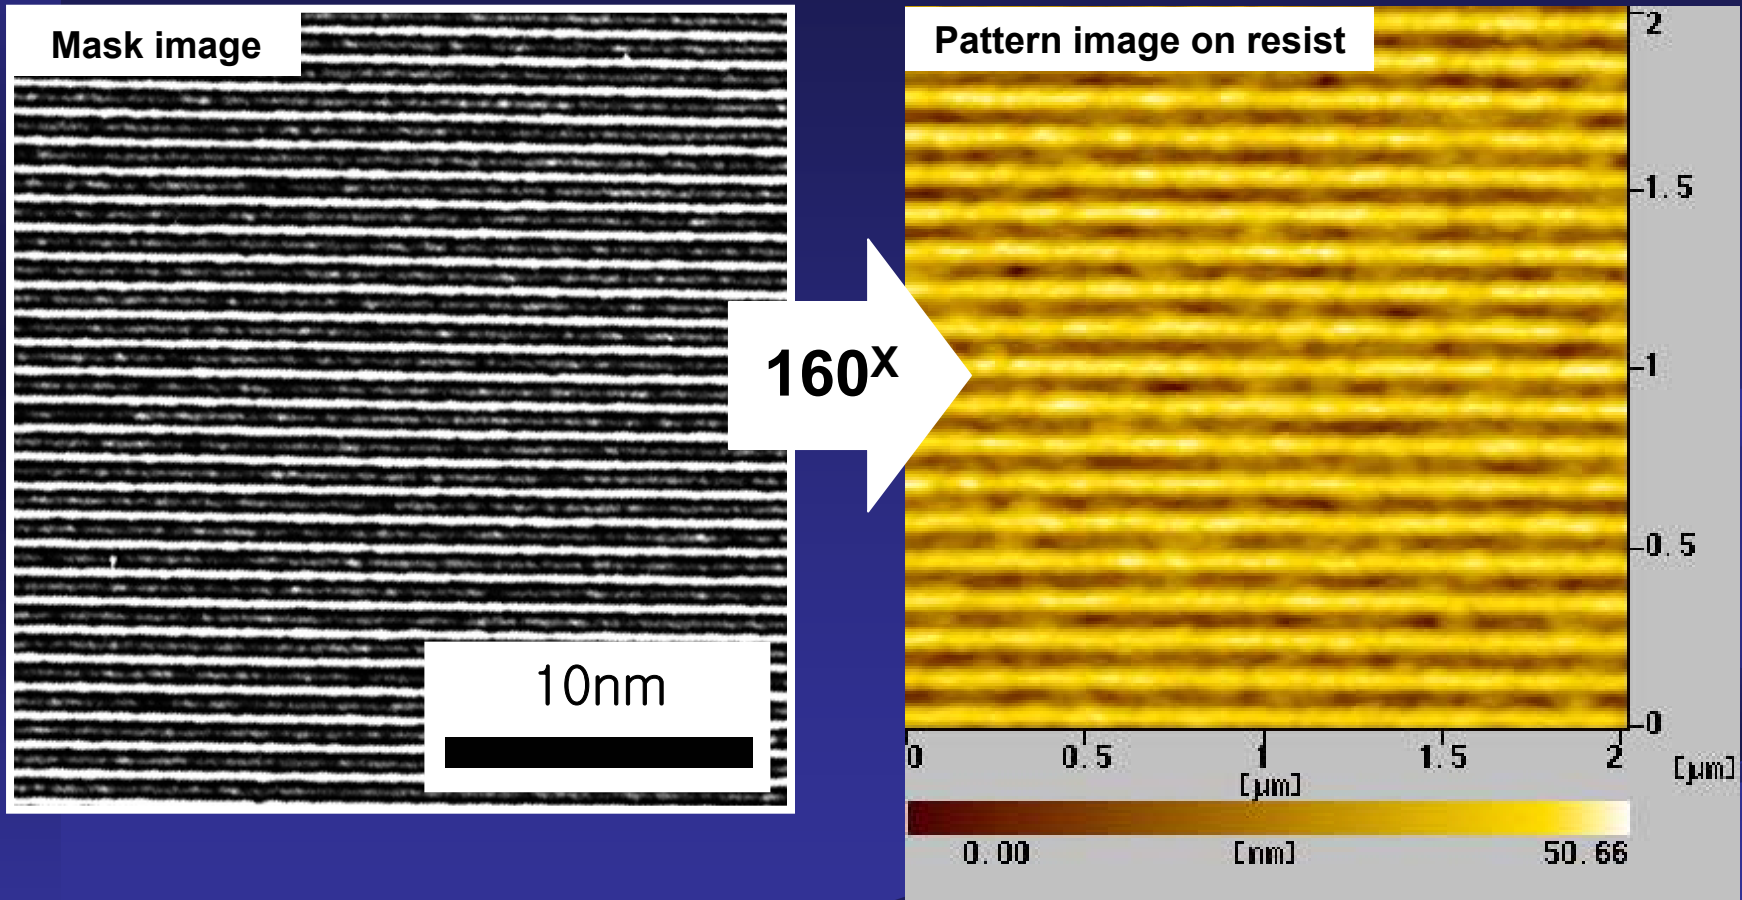 Mask image
10nm
160X
Pattern image on resist
2
1.5
1
0.5
0
0 0.5 1 1.5 2
[µm] [µm]
0.00 [nm] 50.66